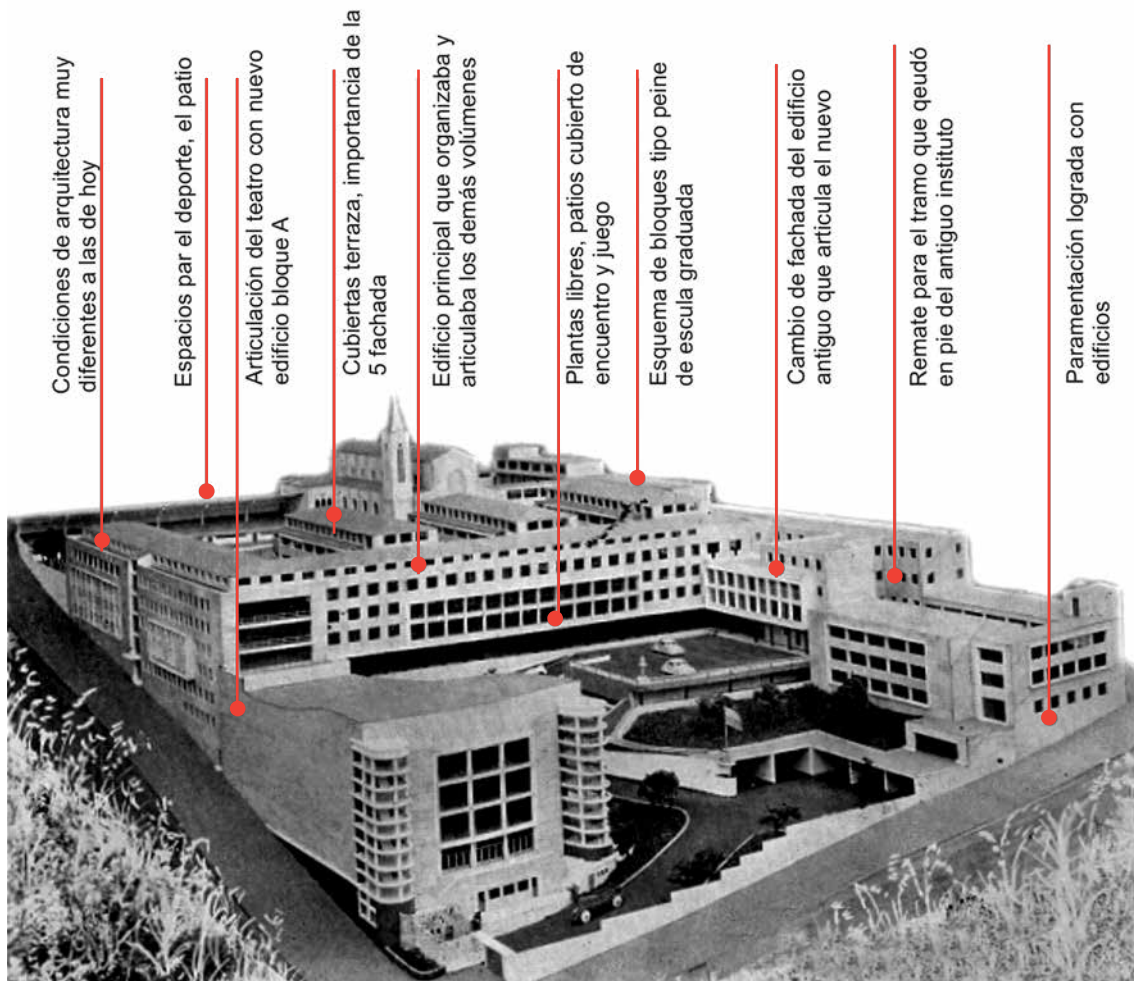 Condiciones de arquitectura muy
diferentes a las de hoy
Espacios par el deporte, el patio
Articulación del teatro con nuevo
edificio bloque A
Cubiertas terraza, importancia de la
5 fachada
Edificio principal que organizaba y
articulaba los demás volúmenes
Plantas libres, patios cubierto de
encuentro y juego
Esquema de bloques tipo peine
de escula graduada
Cambio de fachada del edificio
antiguo que articula el nuevo
Remate para el tramo que qeudó
en pie del antiguo instituto
Paramentación lograda con
edificios